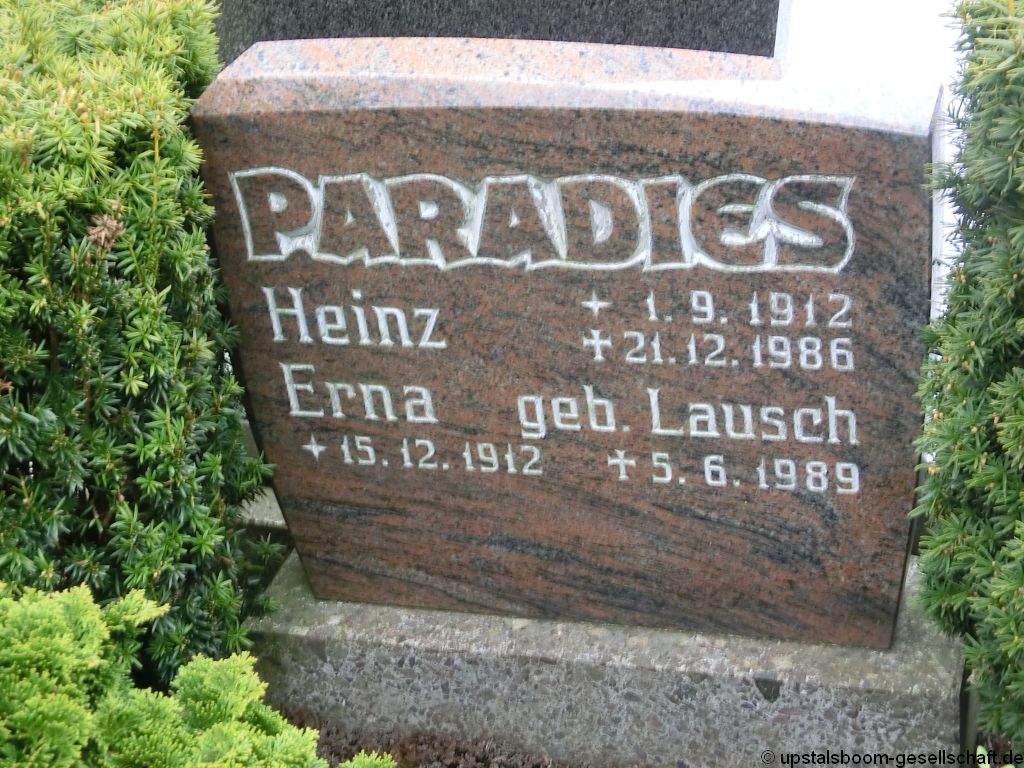 PARADIES
Heinz ✦ 1. 9. 1912
✝ 21. 12. 1986
Erna geb. Lausch
✦ 15. 12. 1912 ✝ 5. 6. 1989
© upstalsboom-gesellschaft.de